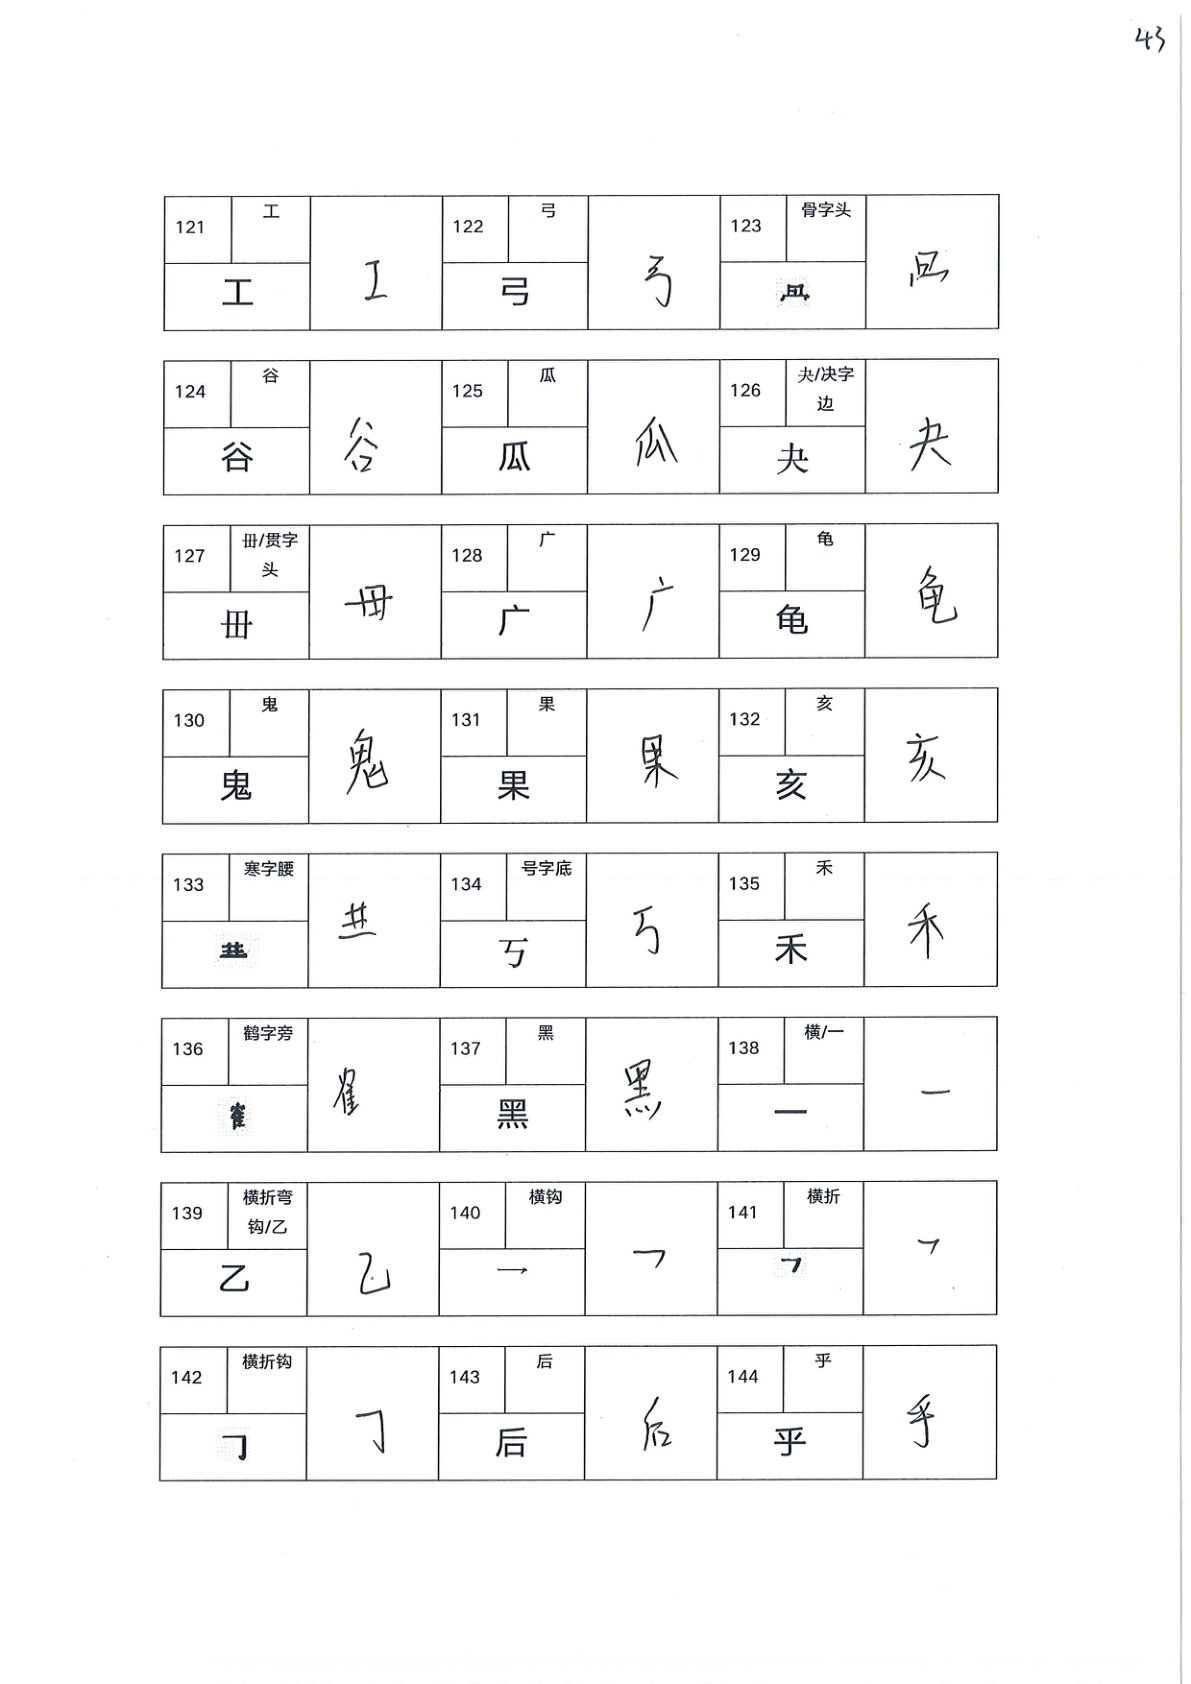 43
121 工 122 弓 123 骨字头
工 工 弓 弓
124 谷 125 瓜 126 夬/决字
边
谷 谷 瓜 瓜 夬 夬
127 毌/贯字 128 广 129 龟
头
毌 毌 广 广 龟 龟
130 鬼 131 果 132 亥
鬼 鬼 果 果 亥 亥
133 寒字腰 134 号字底 135 禾
丂 丂 禾 禾
136 鹤字旁 137 黑 138 横/一
隺 隺 黑 黑 一 一
139 横折弯 140 横钩 141 横折
钩/乙
乙 乙 乛 乛 ㇇ ㇇
142 横折钩 143 后 144 乎
𠃌 𠃌 后 后 乎 乎